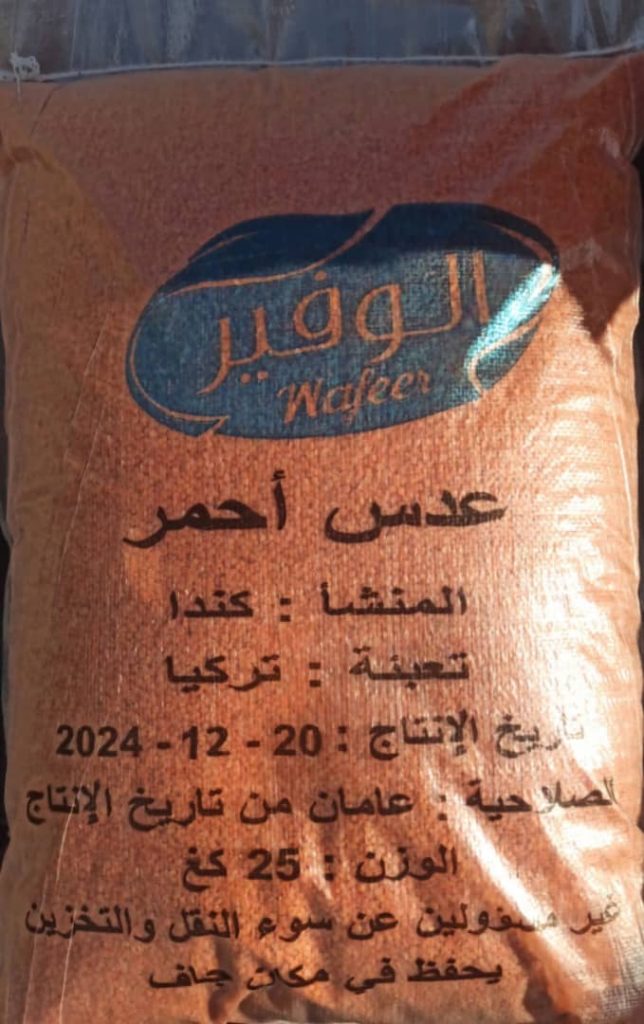 الوفير
Wafeer
عدس أحمر
المنشأ : كندا
تعبئة : تركيا
تاريخ الإنتاج : 20 - 12 - 2024
الصلاحية : عامان من تاريخ الإنتاج
الوزن : 25 كغ
غير مسؤولين عن سوء النقل والتخزين
يحفظ في مكان جاف